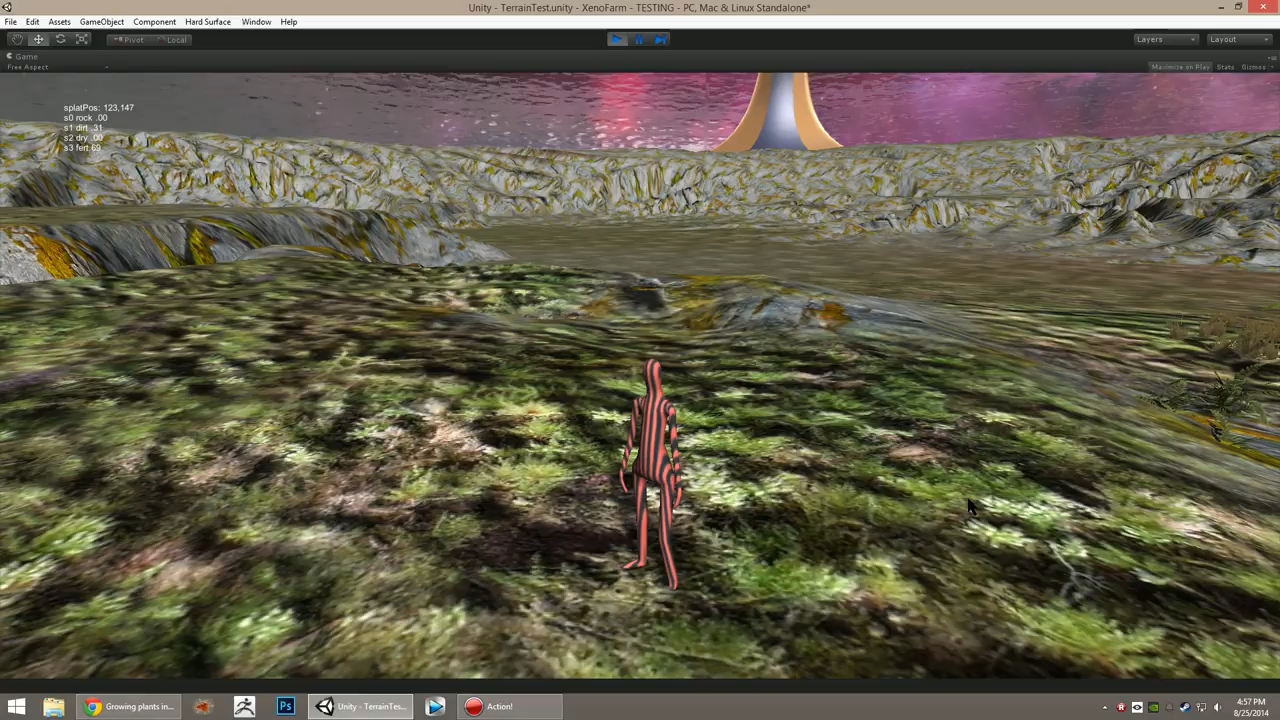 Unity - TerrainTest.unity - XenoFarm - TESTING - PC, Mac & Linux Standalone*
File Edit Assets GameObject Component Hard Surface Window Help
Pivot Local Layers Layout
Game
Free Aspect Maximize on Play Stats Gizmos
splatPos: 123,147
s0 rock .00
s1 dirt .31
s2 dry .00
s3 fert.69
Growing plants in... Ps Unity - TerrainTes... Action! 4:57 PM
8/25/2014